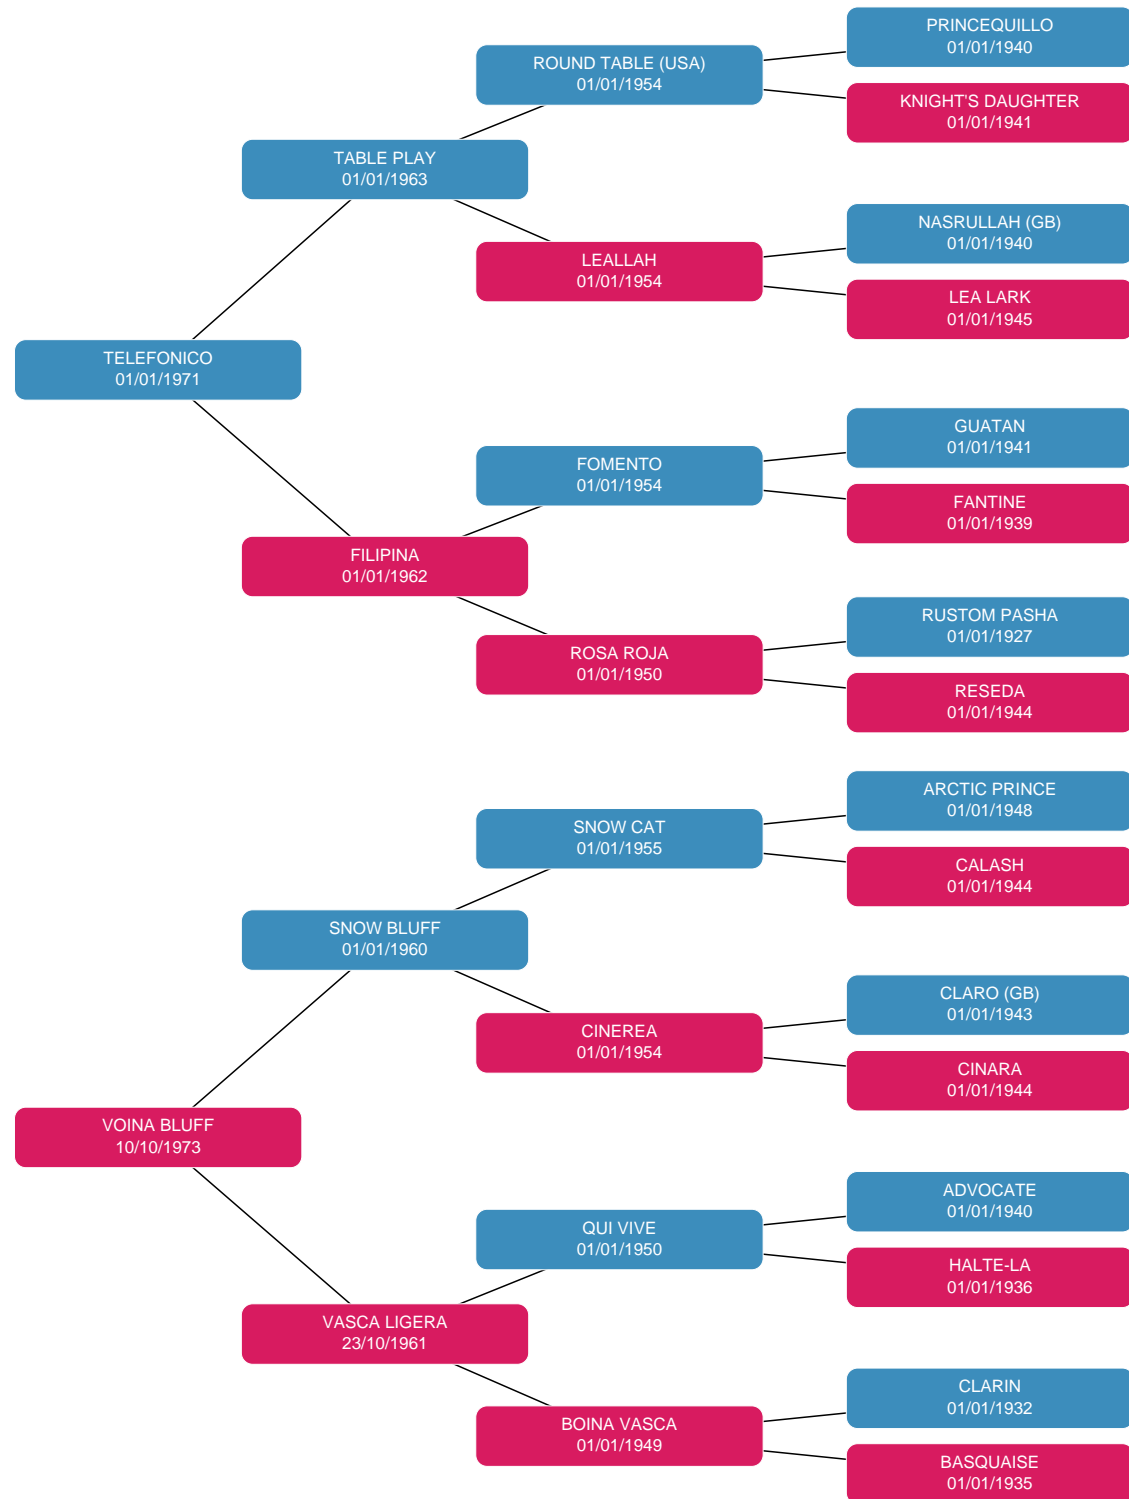 PRINCEQUILLO
01/01/1940
ROUND TABLE (USA)
01/01/1954
KNIGHT'S DAUGHTER
01/01/1941
TABLE PLAY
01/01/1963
NASRULLAH (GB)
01/01/1940
LEALLAH
01/01/1954
LEA LARK
01/01/1945
TELEFONICO
01/01/1971
GUATAN
01/01/1941
FOMENTO
01/01/1954
FANTINE
01/01/1939
FILIPINA
01/01/1962
RUSTOM PASHA
01/01/1927
ROSA ROJA
01/01/1950
RESEDA
01/01/1944
ARCTIC PRINCE
01/01/1948
SNOW CAT
01/01/1955
CALASH
01/01/1944
SNOW BLUFF
01/01/1960
CLARO (GB)
01/01/1943
CINEREA
01/01/1954
CINARA
01/01/1944
VOINA BLUFF
10/10/1973
ADVOCATE
01/01/1940
QUI VIVE
01/01/1950
HALTE-LA
01/01/1936
VASCA LIGERA
23/10/1961
CLARIN
01/01/1932
BOINA VASCA
01/01/1949
BASQUAISE
01/01/1935